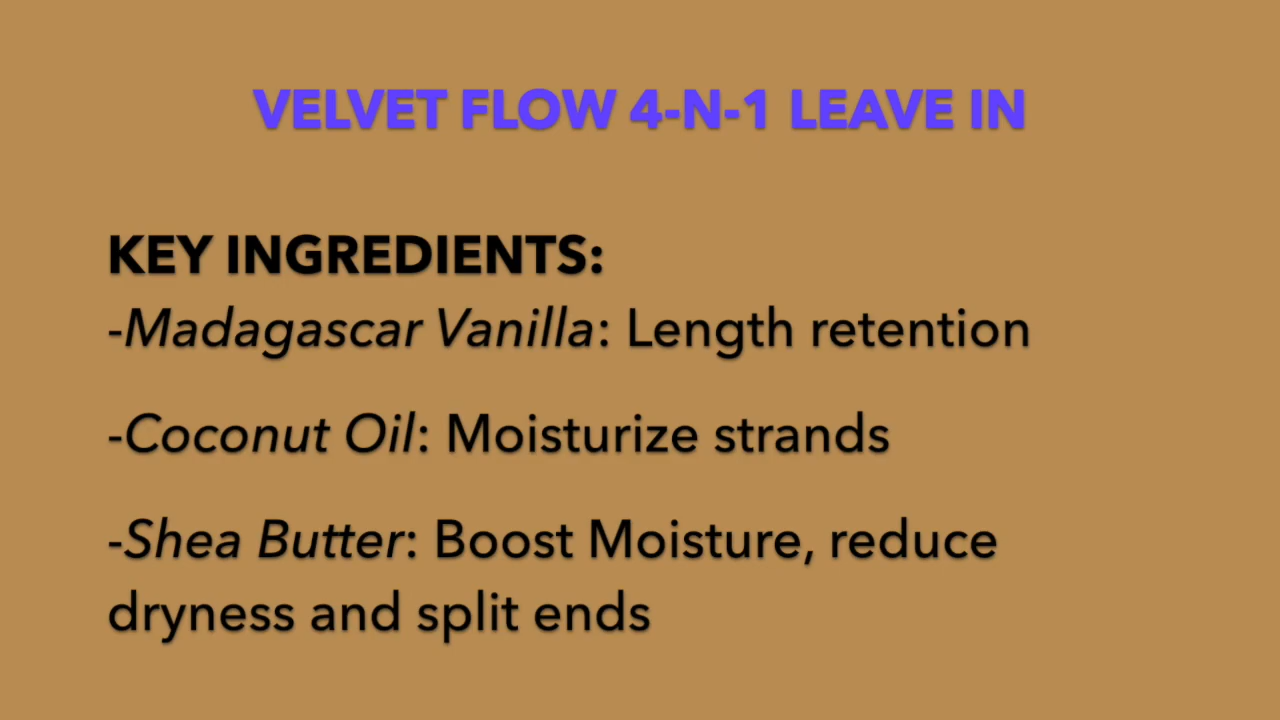 VELVET FLOW 4-N-1 LEAVE IN
KEY INGREDIENTS:
-Madagascar Vanilla: Length retention
-Coconut Oil: Moisturize strands
-Shea Butter: Boost Moisture, reduce
dryness and split ends